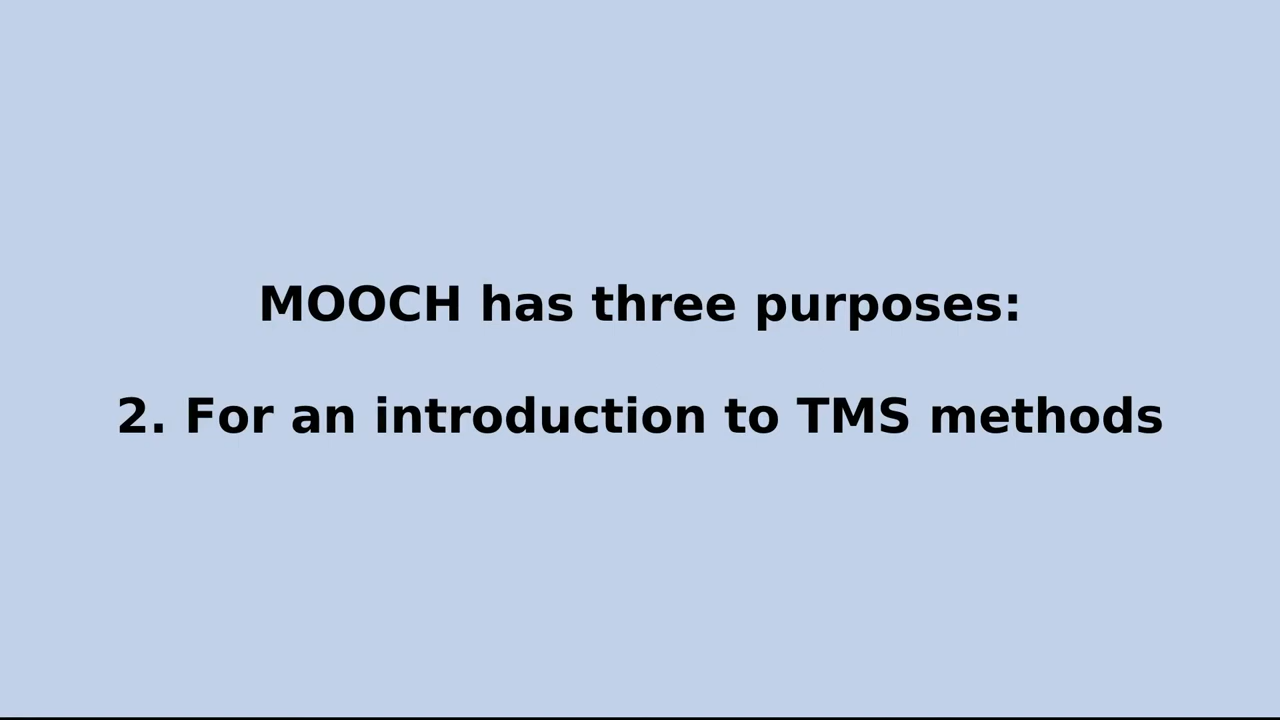 MOOCH has three purposes:
2. For an introduction to TMS methods